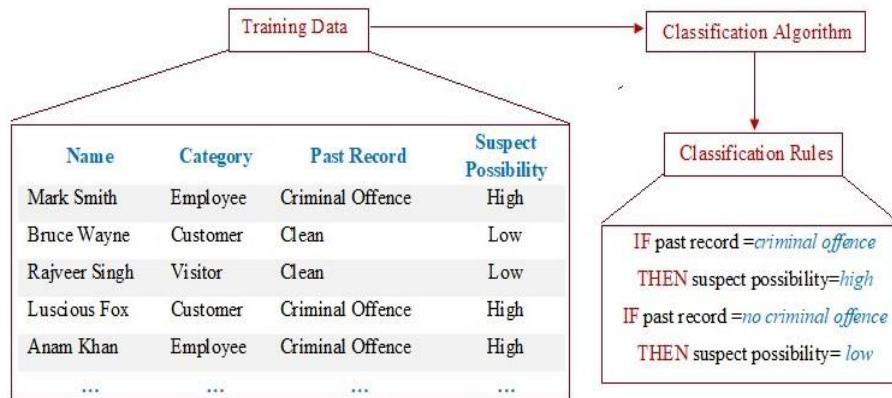 Training Data
Classification Algorithm
Name Category Past Record Suspect Possibility
Mark Smith Employee Criminal Offence High
Bruce Wayne Customer Clean Low
Rajveer Singh Visitor Clean Low
Luscious Fox Customer Criminal Offence High
Anam Khan Employee Criminal Offence High
... ... ... ...
Classification Rules
IF past record =criminal offence
THEN suspect possibility=high
IF past record =no criminal offence
THEN suspect possibility= low